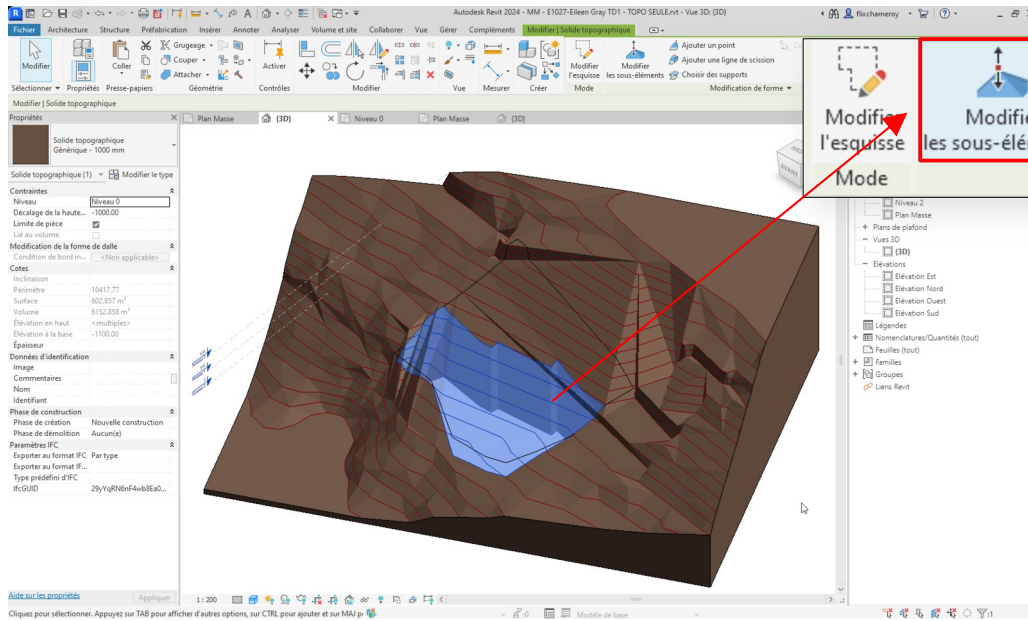 Autodesk Revit 2024 - MM - E1027-Eileen Gray TD1 - TOPO SEULE.rvt - Vue 3D: {3D}
flixchameroy
Fichier Architecture Structure Préfabrication Insérer Annoter Analyser Volume et site Collaborer Vue Gérer Compléments Modifier | Solide topographique
Modifier
Coller
Grugeage
Couper
Attacher
Activer
Mesurer
Créer
Modifier
l'esquisse
Modifier
les sous-éléments
Ajouter un point
Ajouter une ligne de scission
Choisir des supports
Sélectionner Propriétés Presse-papiers Géométrie Contrôles Modifier Vue Mesurer Créer Mode Modification de forme
Modifier | Solide topographique
Modifier
l'esquisse
Mode
Modifie
les sous-élé
Propriétés
Plan Masse
{3D}
Niveau 0
Plan Masse
{3D}
Solide topographique
Générique - 1000 mm
Solide topographique (1) Modifier le type
Contraintes
Niveau Niveau 0
Décalage de la haute... -1000.00
Limite de pièce
Lié au volume
Modification de la forme de dalle
Condition de bord in... <Non applicable>
Cotes
Inclinaison
Périmètre 10417.77
Surface 602.857 m²
Volume 6152.858 m³
Élévation en haut <multiples>
Élévation à la base -1100.00
Épaisseur
Données d'identification
Image
Commentaires
Nom
Identifiant
Phase de construction
Phase de création Nouvelle construction
Phase de démolition Aucun(e)
Paramètres IFC
Exporter au format IFC Par type
Exporter au format IF...
Type prédéfini d'IFC
IfcGUID 29yYqRN6nF4wb8Ea0...
Aide sur les propriétés Appliquer
Niveau 2
Plan Masse
Plans de plafond
Vues 3D
{3D}
Elévations
Elévation Est
Elévation Nord
Elévation Ouest
Elévation Sud
Légendes
Nomenclatures/Quantités (tout)
Feuilles (tout)
Familles
Groupes
Liens Revit
1 : 200
Cliquez pour sélectionner. Appuyez sur TAB pour afficher d'autres options, sur CTRL pour ajouter et sur MAJ p
:0
Modèle de base
:1